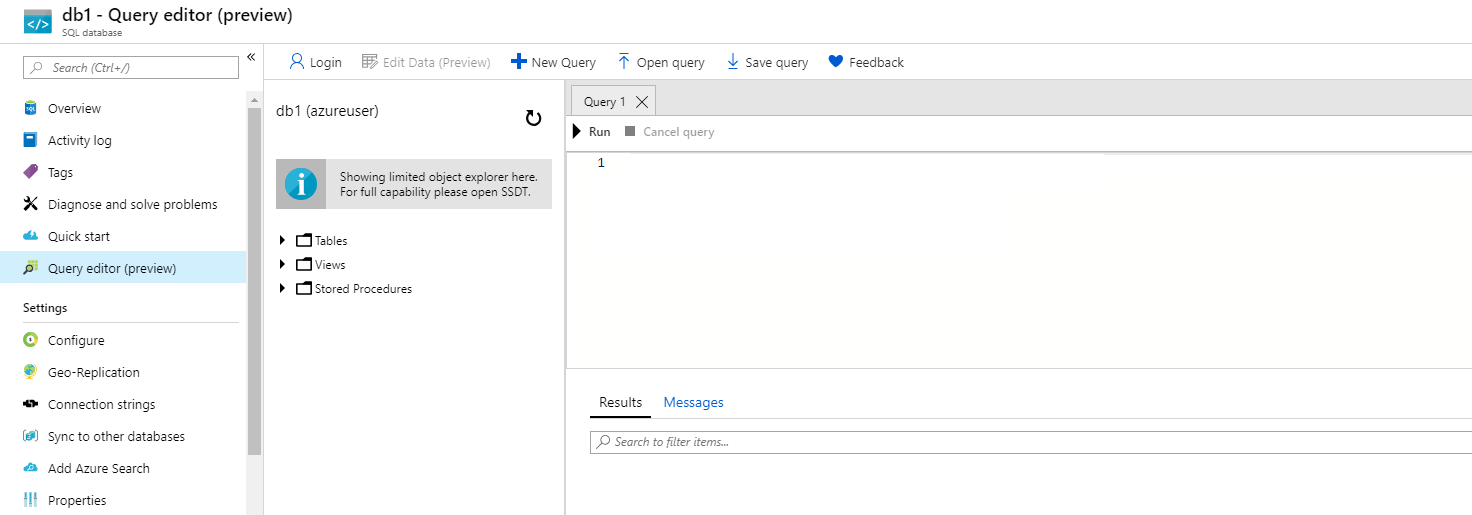 db1 - Query editor (preview)
SQL database
Search (Ctrl+/)
«
Overview
Activity log
Tags
Diagnose and solve problems
Quick start
Query editor (preview)
Settings
Configure
Geo-Replication
Connection strings
Sync to other databases
Add Azure Search
Properties
Login
Edit Data (Preview)
New Query
Open query
Save query
Feedback
db1 (azureuser)
Showing limited object explorer here.
For full capability please open SSDT.
Tables
Views
Stored Procedures
Query 1
Run
Cancel query
1
Results
Messages
Search to filter items...